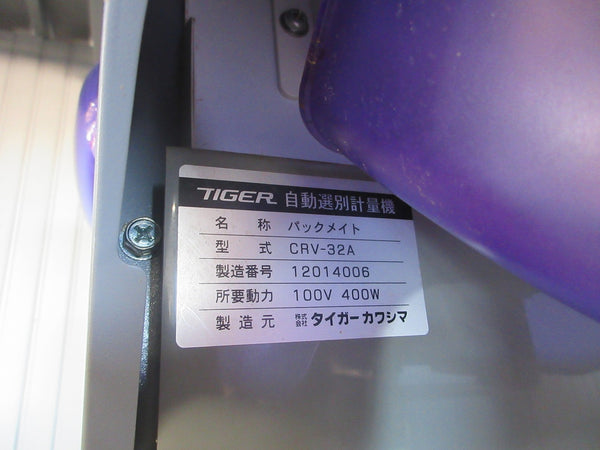 TIGER 自動選別計量機
名称 パックメイト
型式 CRV-32A
製造番号 12014006
所要動力 100V 400W
製造元 株式会社 タイガーカワシマ